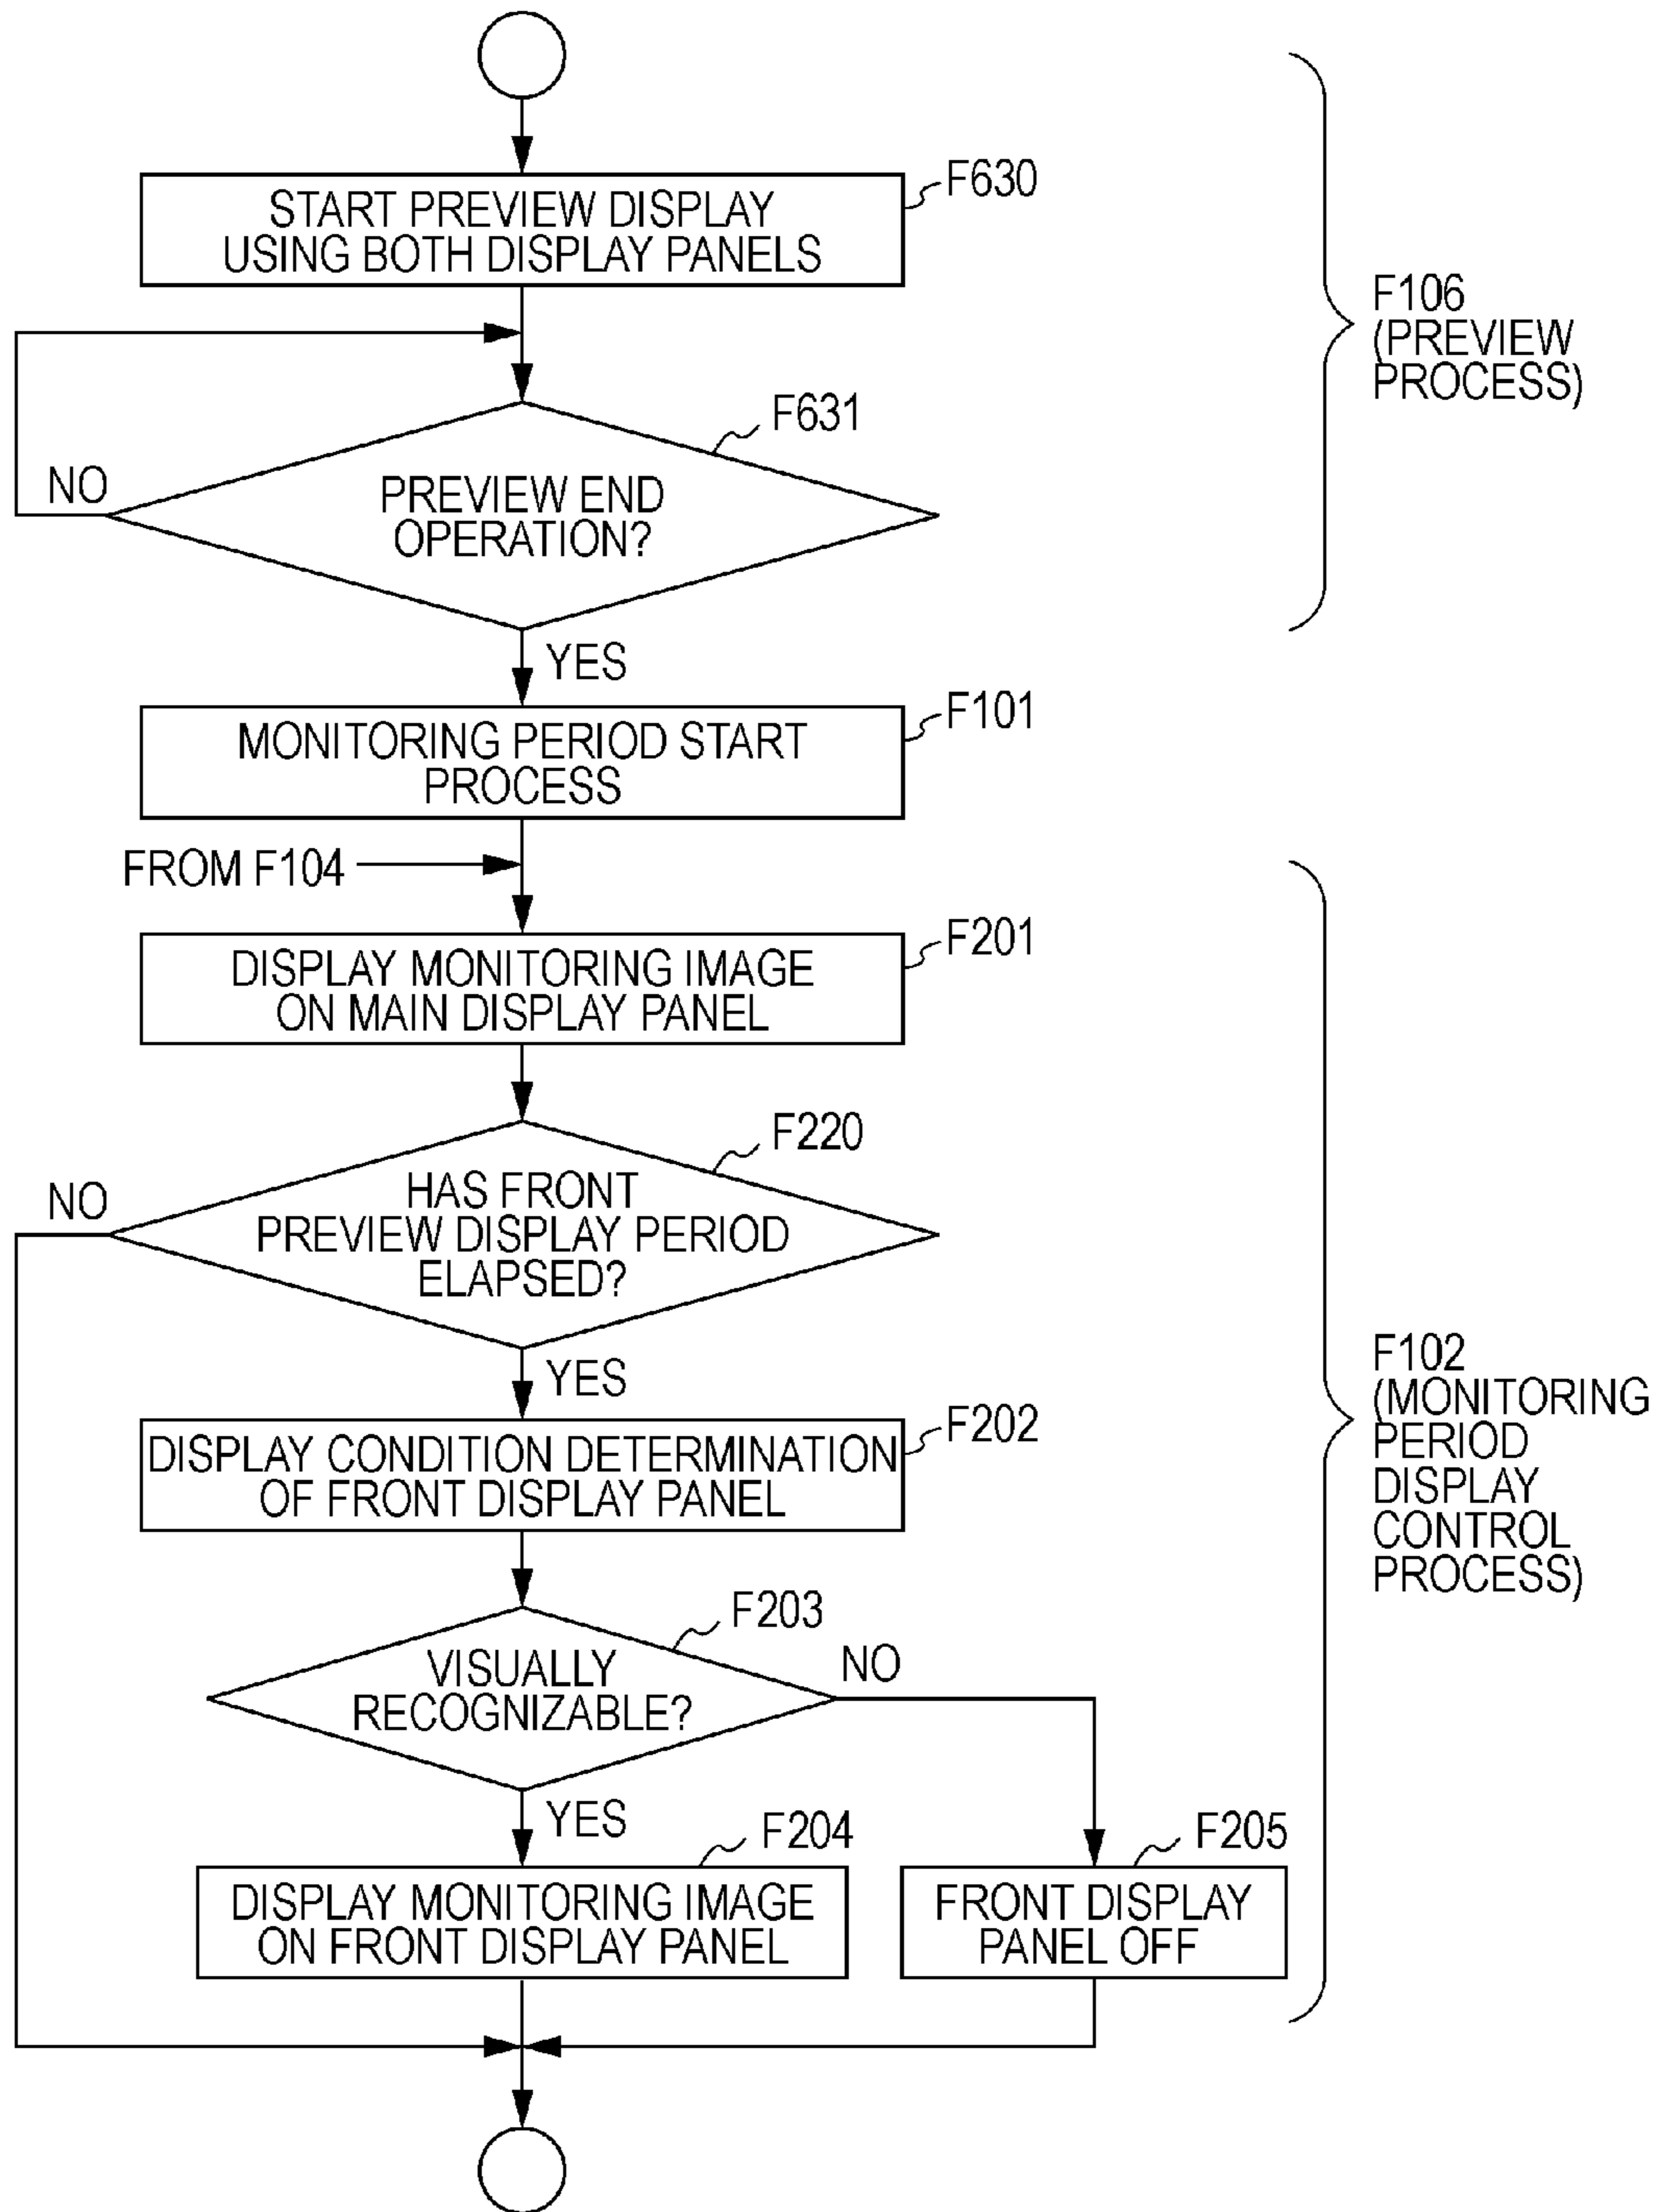 F630
START PREVIEW DISPLAY
USING BOTH DISPLAY PANELS
F106
(PREVIEW
PROCESS)
F631
NO
PREVIEW END
OPERATION?
YES
F101
MONITORING PERIOD START
PROCESS
FROM F104
F201
DISPLAY MONITORING IMAGE
ON MAIN DISPLAY PANEL
F220
NO
HAS FRONT
PREVIEW DISPLAY PERIOD
ELAPSED?
YES
F202
DISPLAY CONDITION DETERMINATION
OF FRONT DISPLAY PANEL
F102
(MONITORING
PERIOD
DISPLAY
CONTROL
PROCESS)
F203
VISUALLY
RECOGNIZABLE?
NO
YES
F204
DISPLAY MONITORING IMAGE
ON FRONT DISPLAY PANEL
F205
FRONT DISPLAY
PANEL OFF